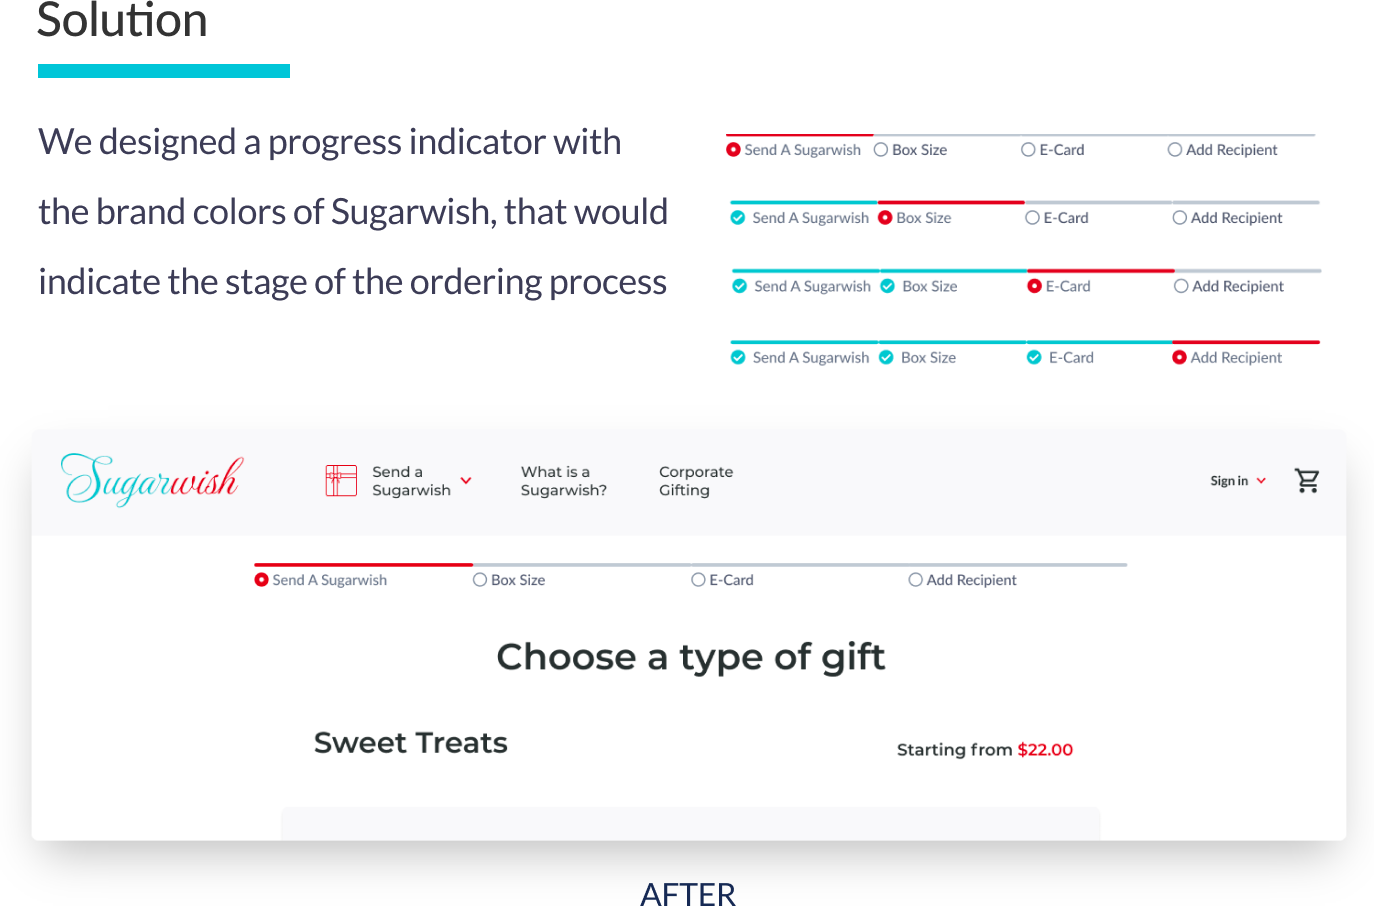 Solution
We designed a progress indicator with
the brand colors of Sugarwish, that would
indicate the stage of the ordering process
Send A Sugarwish Box Size E-Card Add Recipient
Send A Sugarwish Box Size E-Card Add Recipient
Send A Sugarwish Box Size E-Card Add Recipient
Send A Sugarwish Box Size E-Card Add Recipient
Sugarwish
Send a
Sugarwish
What is a
Sugarwish?
Corporate
Gifting
Sign in
Send A Sugarwish Box Size E-Card Add Recipient
Choose a type of gift
Sweet Treats
Starting from $22.00
AFTER